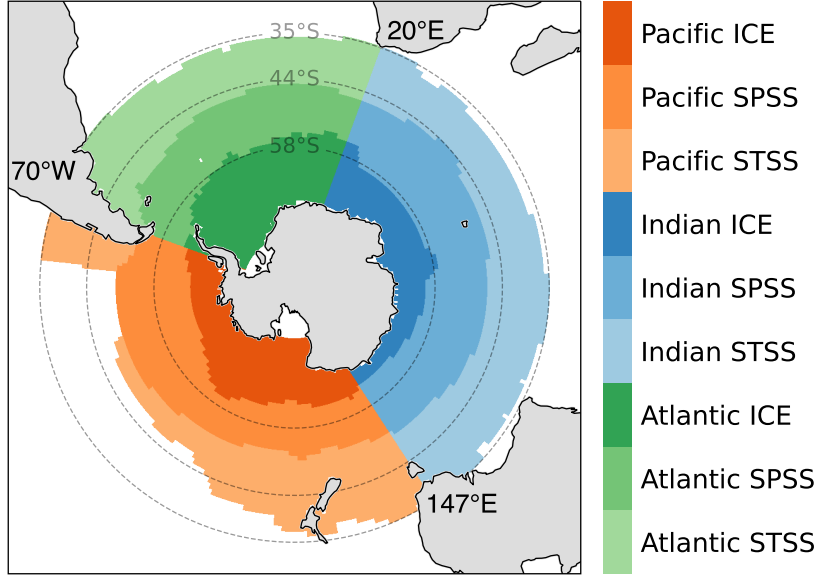 35°S
20°E
44°S
58°S
70°W
147°E
Pacific ICE
Pacific SPSS
Pacific STSS
Indian ICE
Indian SPSS
Indian STSS
Atlantic ICE
Atlantic SPSS
Atlantic STSS